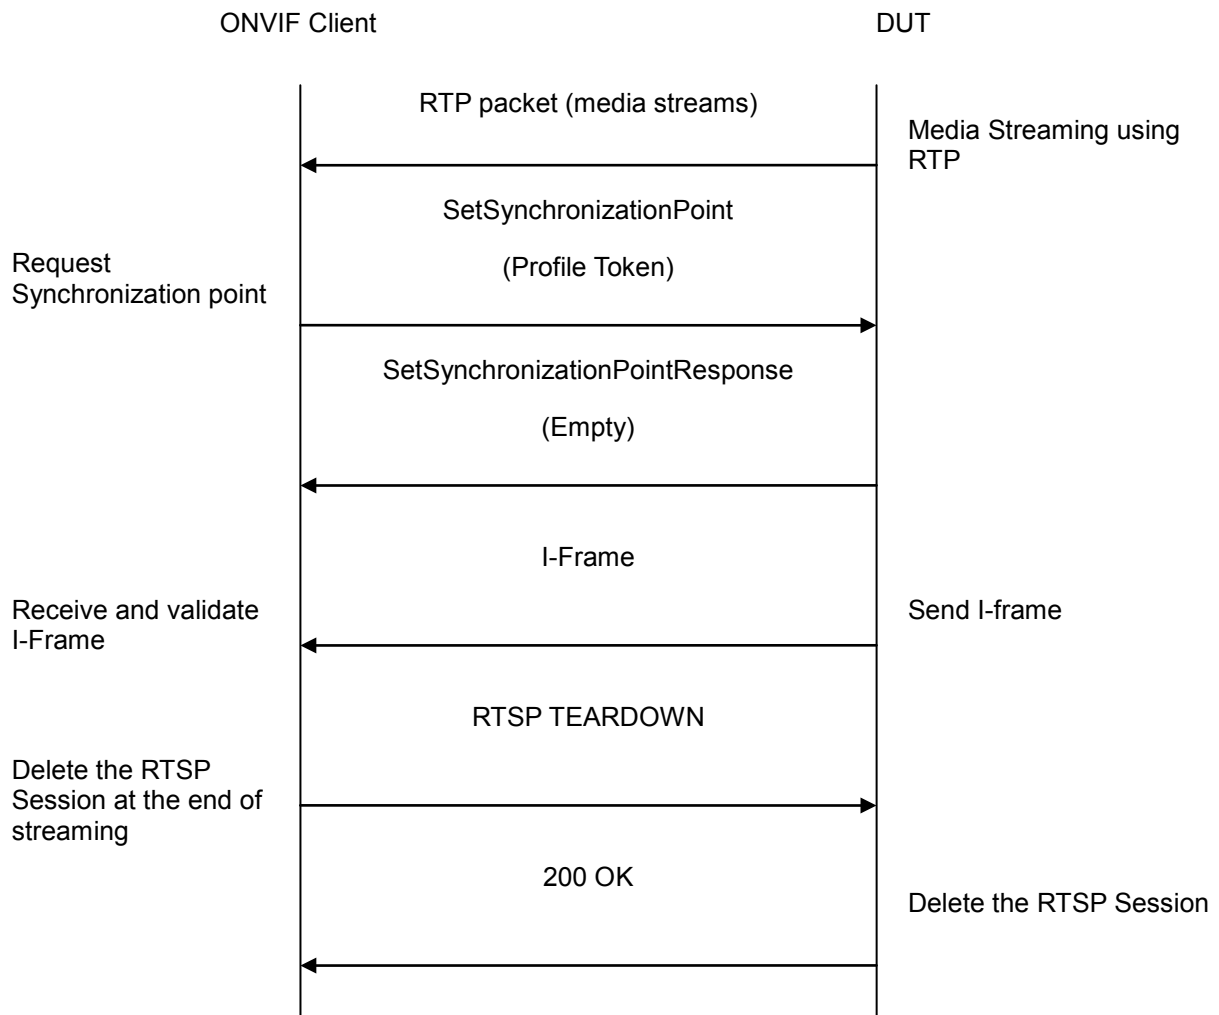 ONVIF Client
DUT
RTP packet (media streams)
Media Streaming using
RTP
SetSynchronizationPoint
(Profile Token)
Request
Synchronization point
SetSynchronizationPointResponse
(Empty)
I-Frame
Receive and validate
I-Frame
Send I-frame
RTSP TEARDOWN
Delete the RTSP
Session at the end of
streaming
200 OK
Delete the RTSP Session